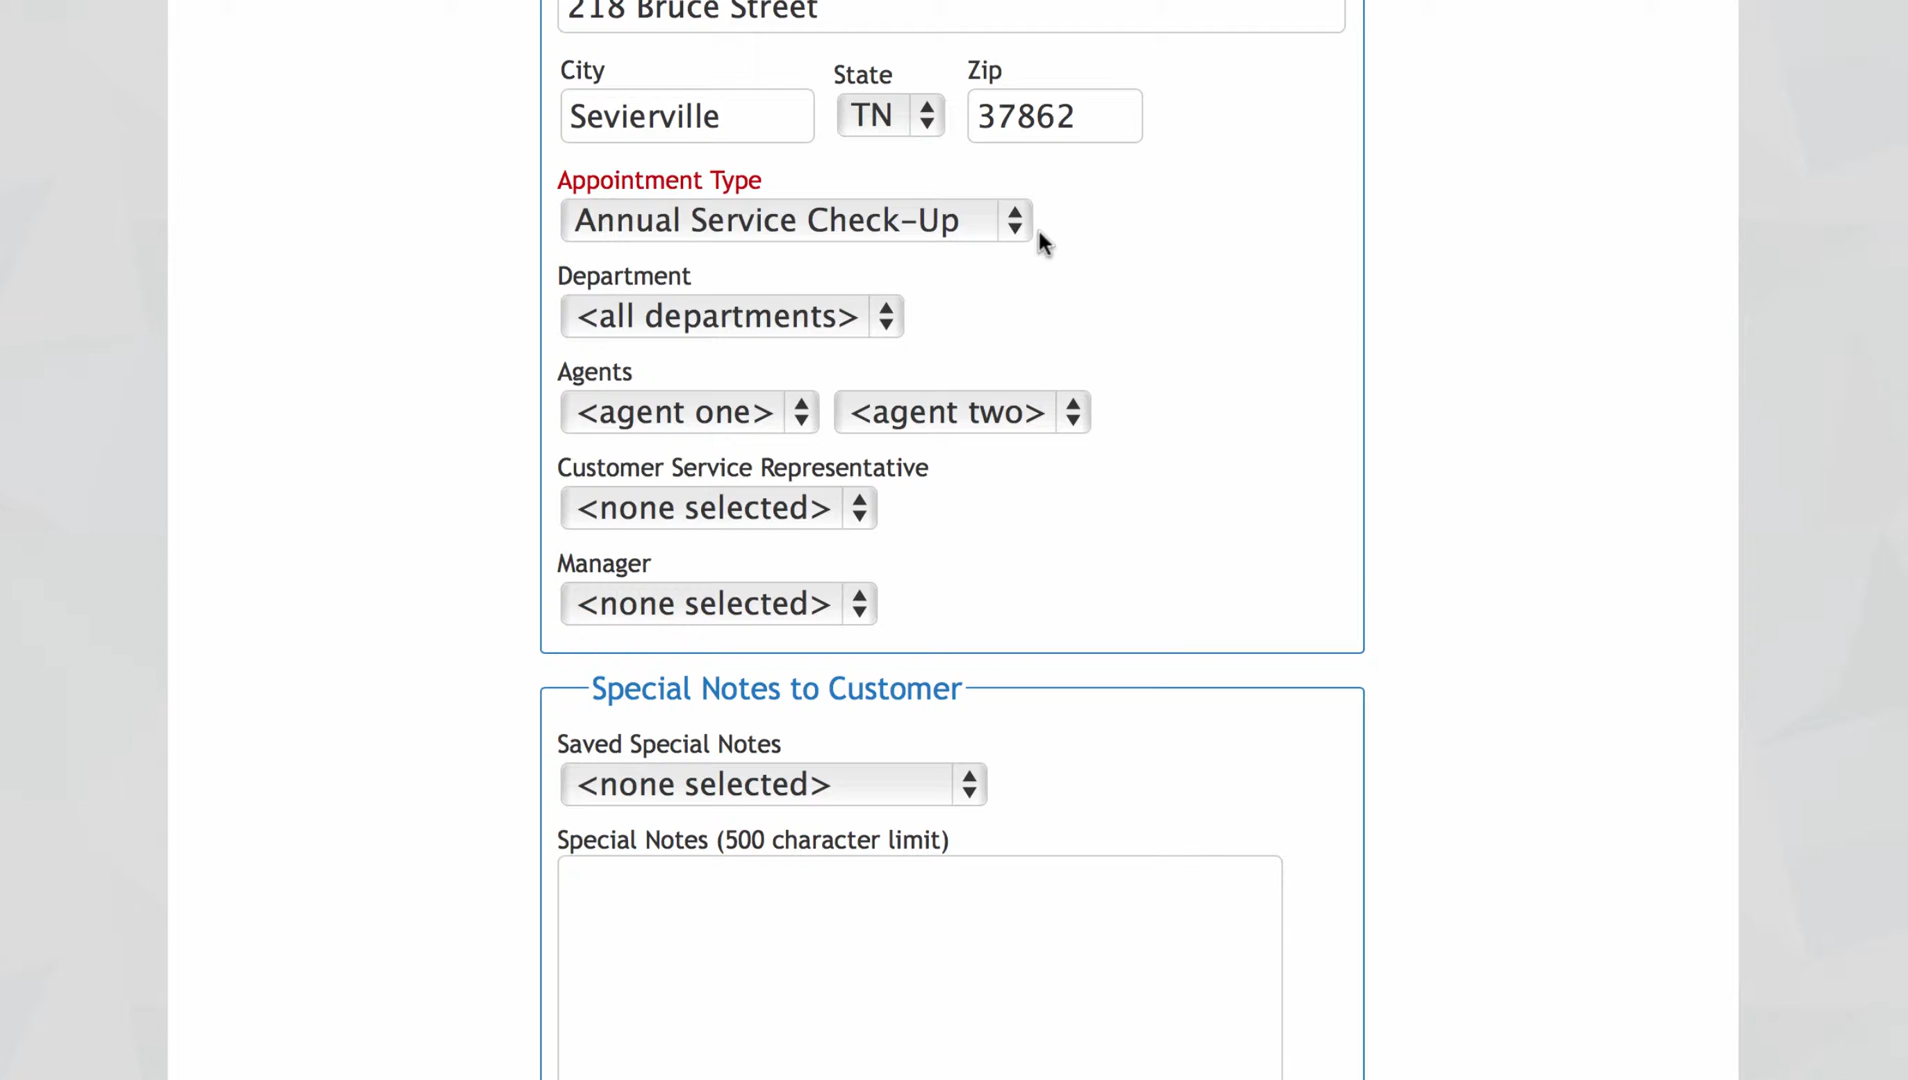 218 Bruce Street
City State Zip
Sevierville TN 37862
Appointment Type
Annual Service Check-Up
Department
<all departments>
Agents
<agent one> <agent two>
Customer Service Representative
<none selected>
Manager
<none selected>
Special Notes to Customer
Saved Special Notes
<none selected>
Special Notes (500 character limit)